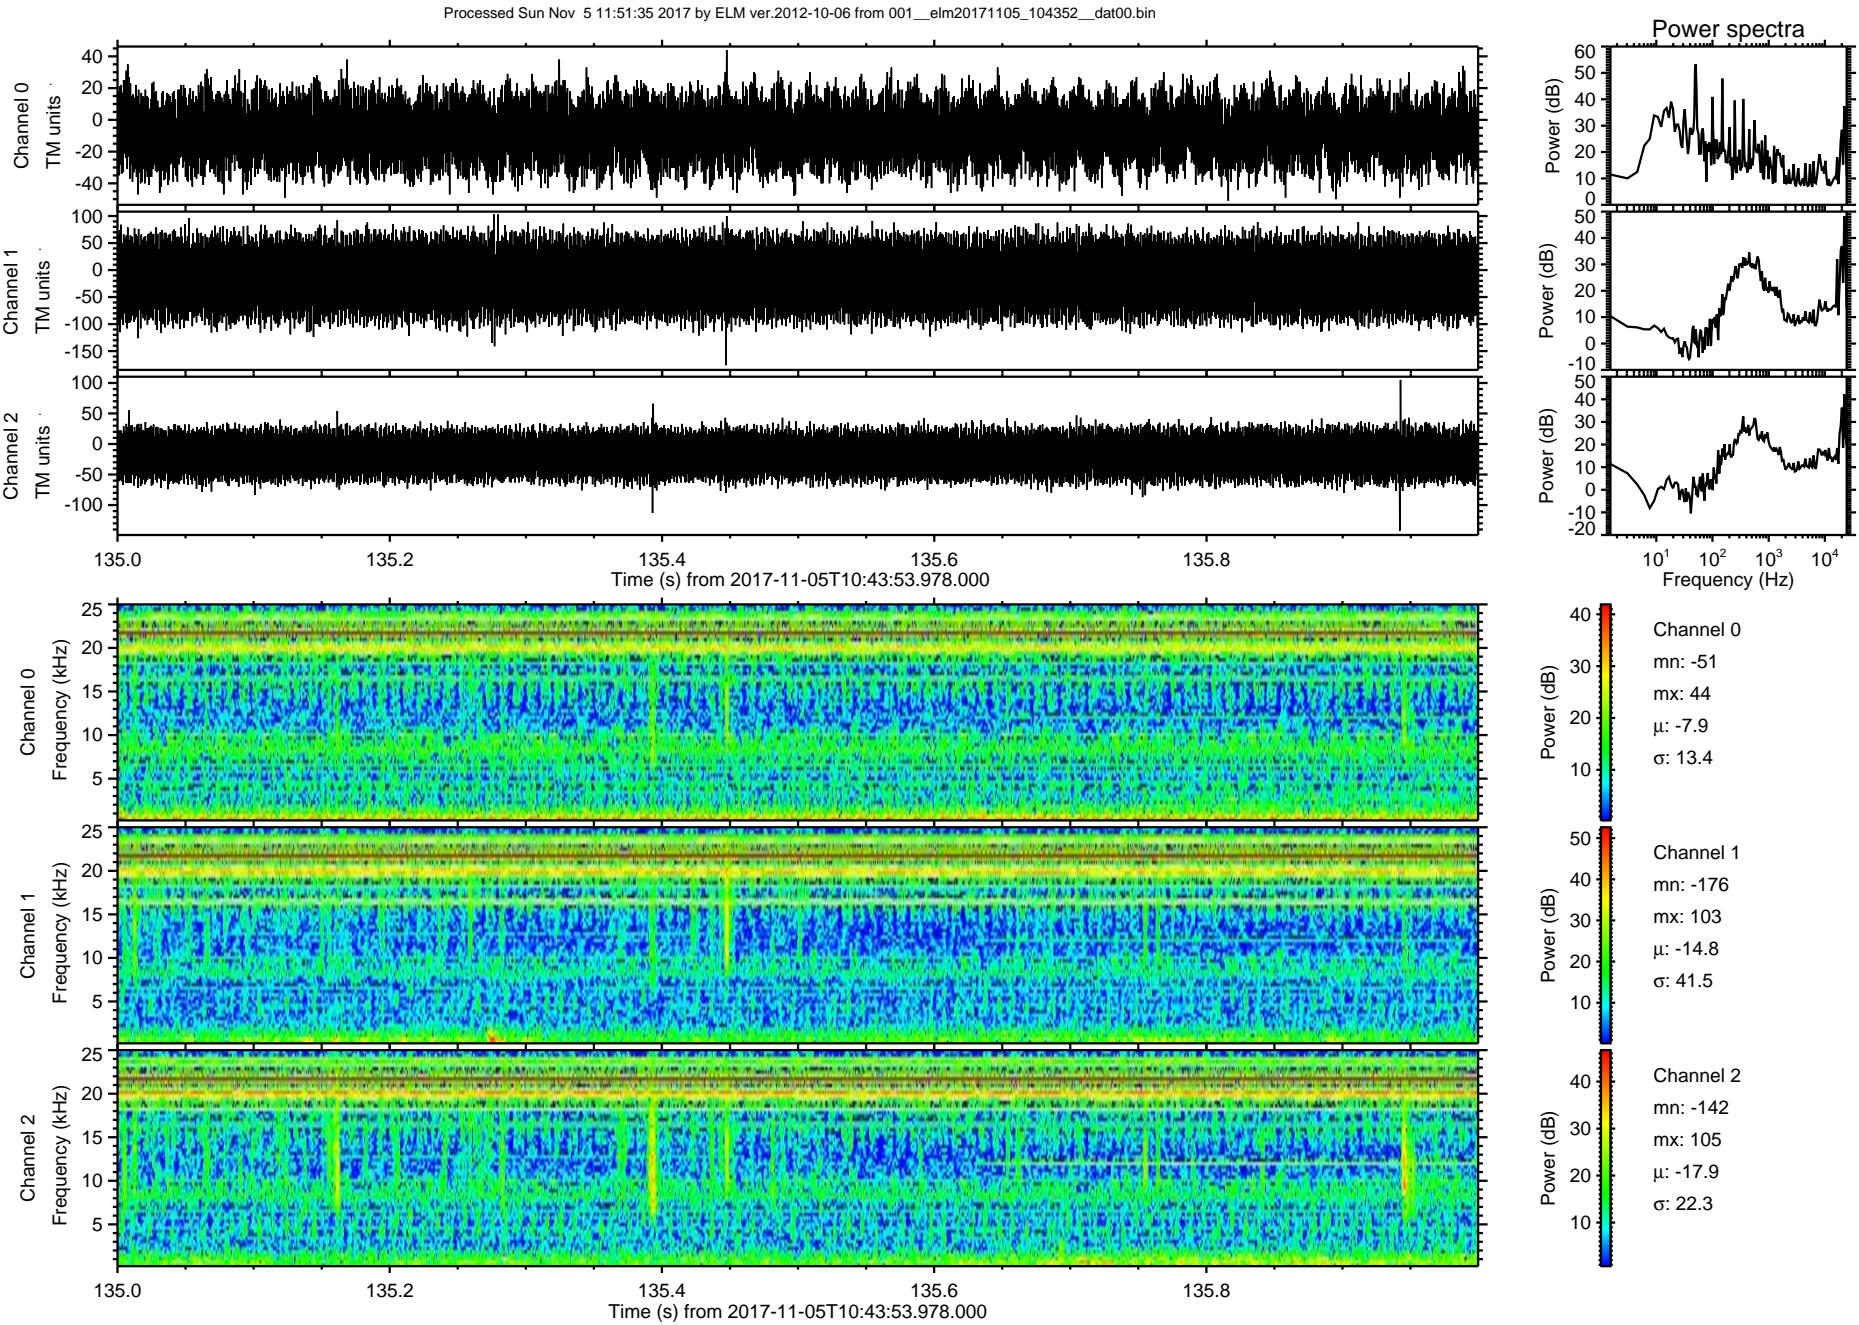 Processed Sun Nov  5 11:51:35 2017 by ELM ver.2012-10-06 from 001__elm20171105_104352__dat00.bin
Power spectra
Channel 0
TM units
40
20
0
-20
-40
Power (dB)
60
50
40
30
20
10
0
Channel 1
TM units
100
50
0
-50
-100
-150
Power (dB)
50
40
30
20
10
0
-10
Channel 2
TM units
100
50
0
-50
-100
Power (dB)
50
40
30
20
10
0
-10
-20
135.0 135.2 135.4 135.6 135.8
Time (s) from 2017-11-05T10:43:53.978.000
10^1 10^2 10^3 10^4
Frequency (Hz)
Channel 0
Frequency (kHz)
25
20
15
10
5
Power (dB)
40
30
20
10
Channel 0
mn: -51
mx: 44
µ: -7.9
σ: 13.4
Channel 1
Frequency (kHz)
25
20
15
10
5
Power (dB)
50
40
30
20
10
Channel 1
mn: -176
mx: 103
µ: -14.8
σ: 41.5
Channel 2
Frequency (kHz)
25
20
15
10
5
Power (dB)
40
30
20
10
Channel 2
mn: -142
mx: 105
µ: -17.9
σ: 22.3
135.0 135.2 135.4 135.6 135.8
Time (s) from 2017-11-05T10:43:53.978.000